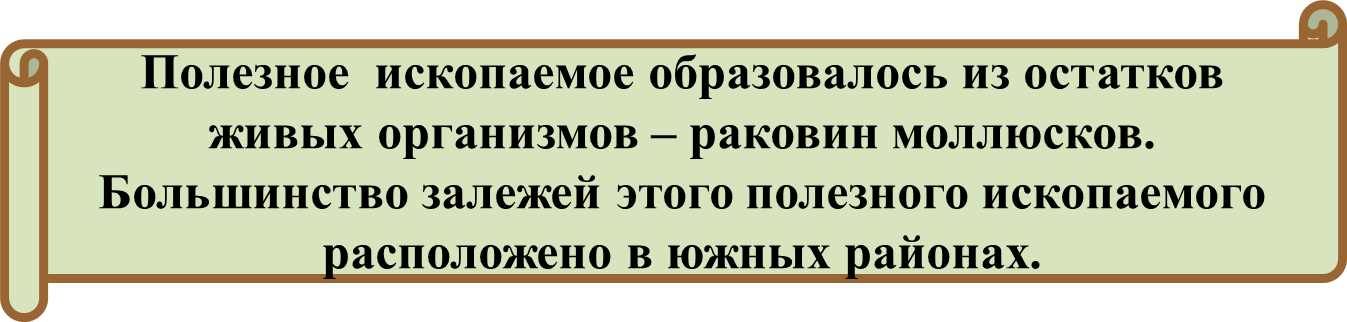 Полезное  ископаемое образовалось из остатков
живых организмов – раковин моллюсков.
Большинство залежей этого полезного ископаемого
расположено в южных районах.